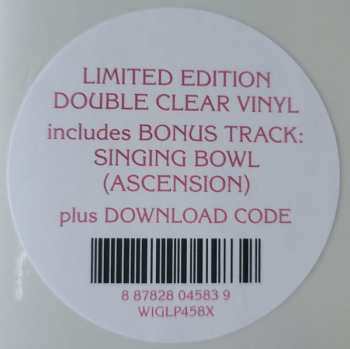 LIMITED EDITION
DOUBLE CLEAR VINYL
includes BONUS TRACK:
SINGING BOWL
(ASCENSION)
plus DOWNLOAD CODE
8 87828 04583 9
WIGLP458X